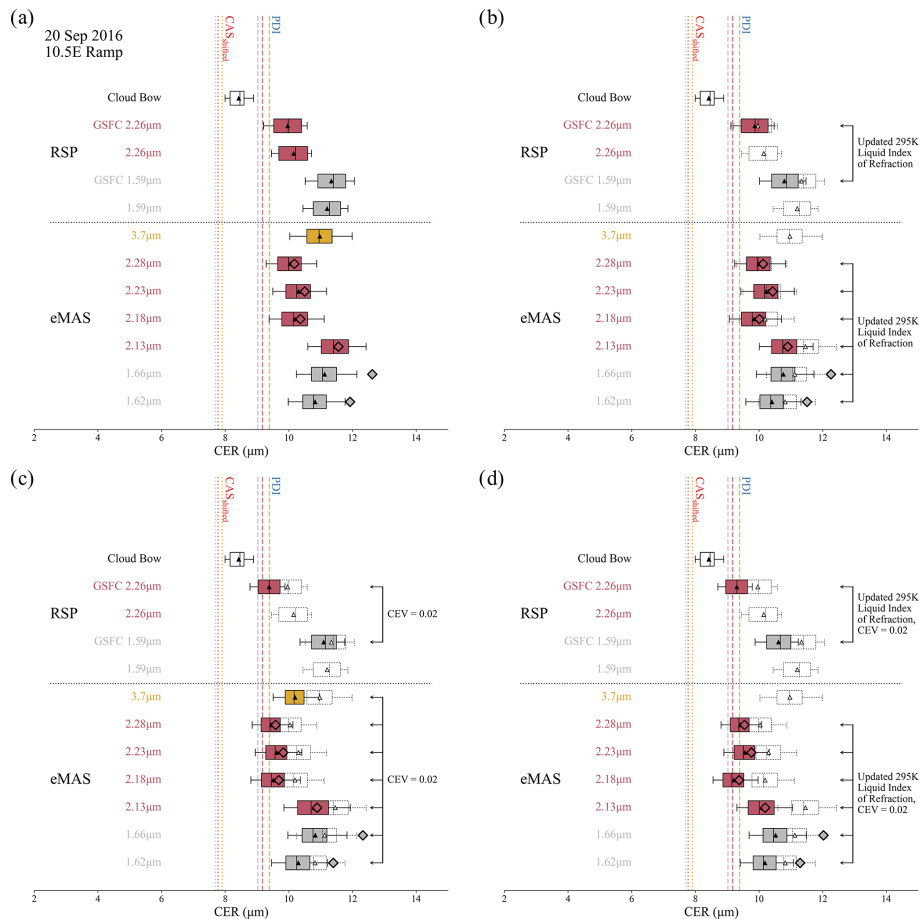 (a)
20 Sep 2016
10.5E Ramp
CAS shifted
PDI
Cloud Bow
GSFC 2.26μm
RSP
2.26μm
GSFC 1.59μm
1.59μm
3.7μm
2.28μm
2.23μm
eMAS
2.18μm
2.13μm
1.66μm
1.62μm
2 4 6 8 10 12 14
CER (μm)
(b)
CAS shifted
PDI
Cloud Bow
GSFC 2.26μm
RSP
2.26μm
GSFC 1.59μm
1.59μm
Updated 295K
Liquid Index
of Refraction
3.7μm
2.28μm
2.23μm
eMAS
2.18μm
2.13μm
1.66μm
1.62μm
Updated 295K
Liquid Index
of Refraction
2 4 6 8 10 12 14
CER (μm)
(c)
CAS shifted
PDI
Cloud Bow
GSFC 2.26μm
RSP
2.26μm
GSFC 1.59μm
1.59μm
CEV = 0.02
3.7μm
2.28μm
2.23μm
eMAS
2.18μm
2.13μm
1.66μm
1.62μm
CEV = 0.02
2 4 6 8 10 12 14
CER (μm)
(d)
CAS shifted
PDI
Cloud Bow
GSFC 2.26μm
RSP
2.26μm
GSFC 1.59μm
1.59μm
Updated 295K
Liquid Index
of Refraction,
CEV = 0.02
3.7μm
2.28μm
2.23μm
eMAS
2.18μm
2.13μm
1.66μm
1.62μm
Updated 295K
Liquid Index
of Refraction,
CEV = 0.02
2 4 6 8 10 12 14
CER (μm)